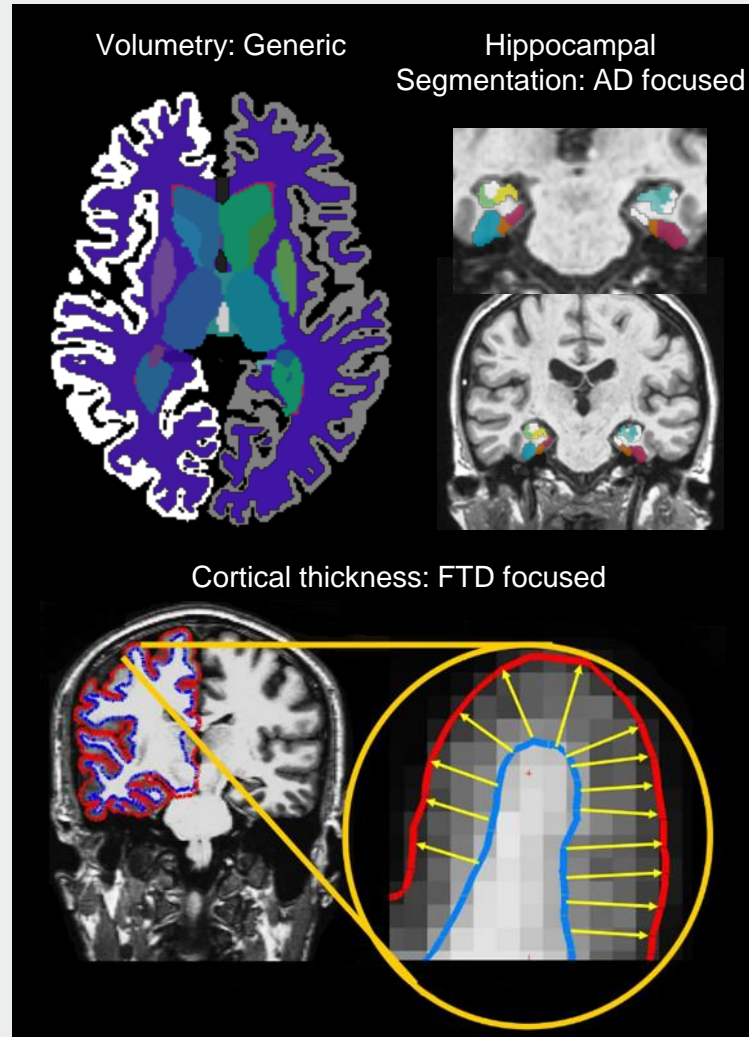 Volumetry: Generic
Hippocampal
Segmentation: AD focused
Cortical thickness: FTD focused